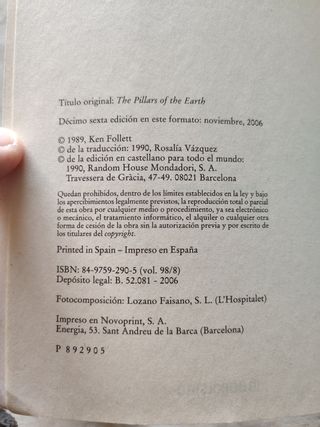 Título original: The Pillars of the Earth
Décimo sexta edición en este formato: noviembre, 2006
© 1989, Ken Follett
© de la traducción: 1990, Rosalía Vázquez
© de la edición en castellano para todo el mundo:
1990, Random House Mondadori, S. A.
Travessera de Gràcia, 47-49. 08021 Barcelona
Quedan prohibidos, dentro de los límites establecidos en la ley y bajo
los apercibimientos legalmente previstos, la reproducción total o parcial
de esta obra por cualquier medio o procedimiento, ya sea electrónico
o mecánico, el tratamiento informático, el alquiler o cualquier otra
forma de cesión de la obra sin la autorización previa y por escrito de
los titulares del copyright.
Printed in Spain – Impreso en España
ISBN: 84-9759-290-5 (vol. 98/8)
Depósito legal: B. 52.081 - 2006
Fotocomposición: Lozano Faisano, S. L. (L'Hospitalet)
Impreso en Novoprint, S. A.
Energia, 53. Sant Andreu de la Barca (Barcelona)
P 892905